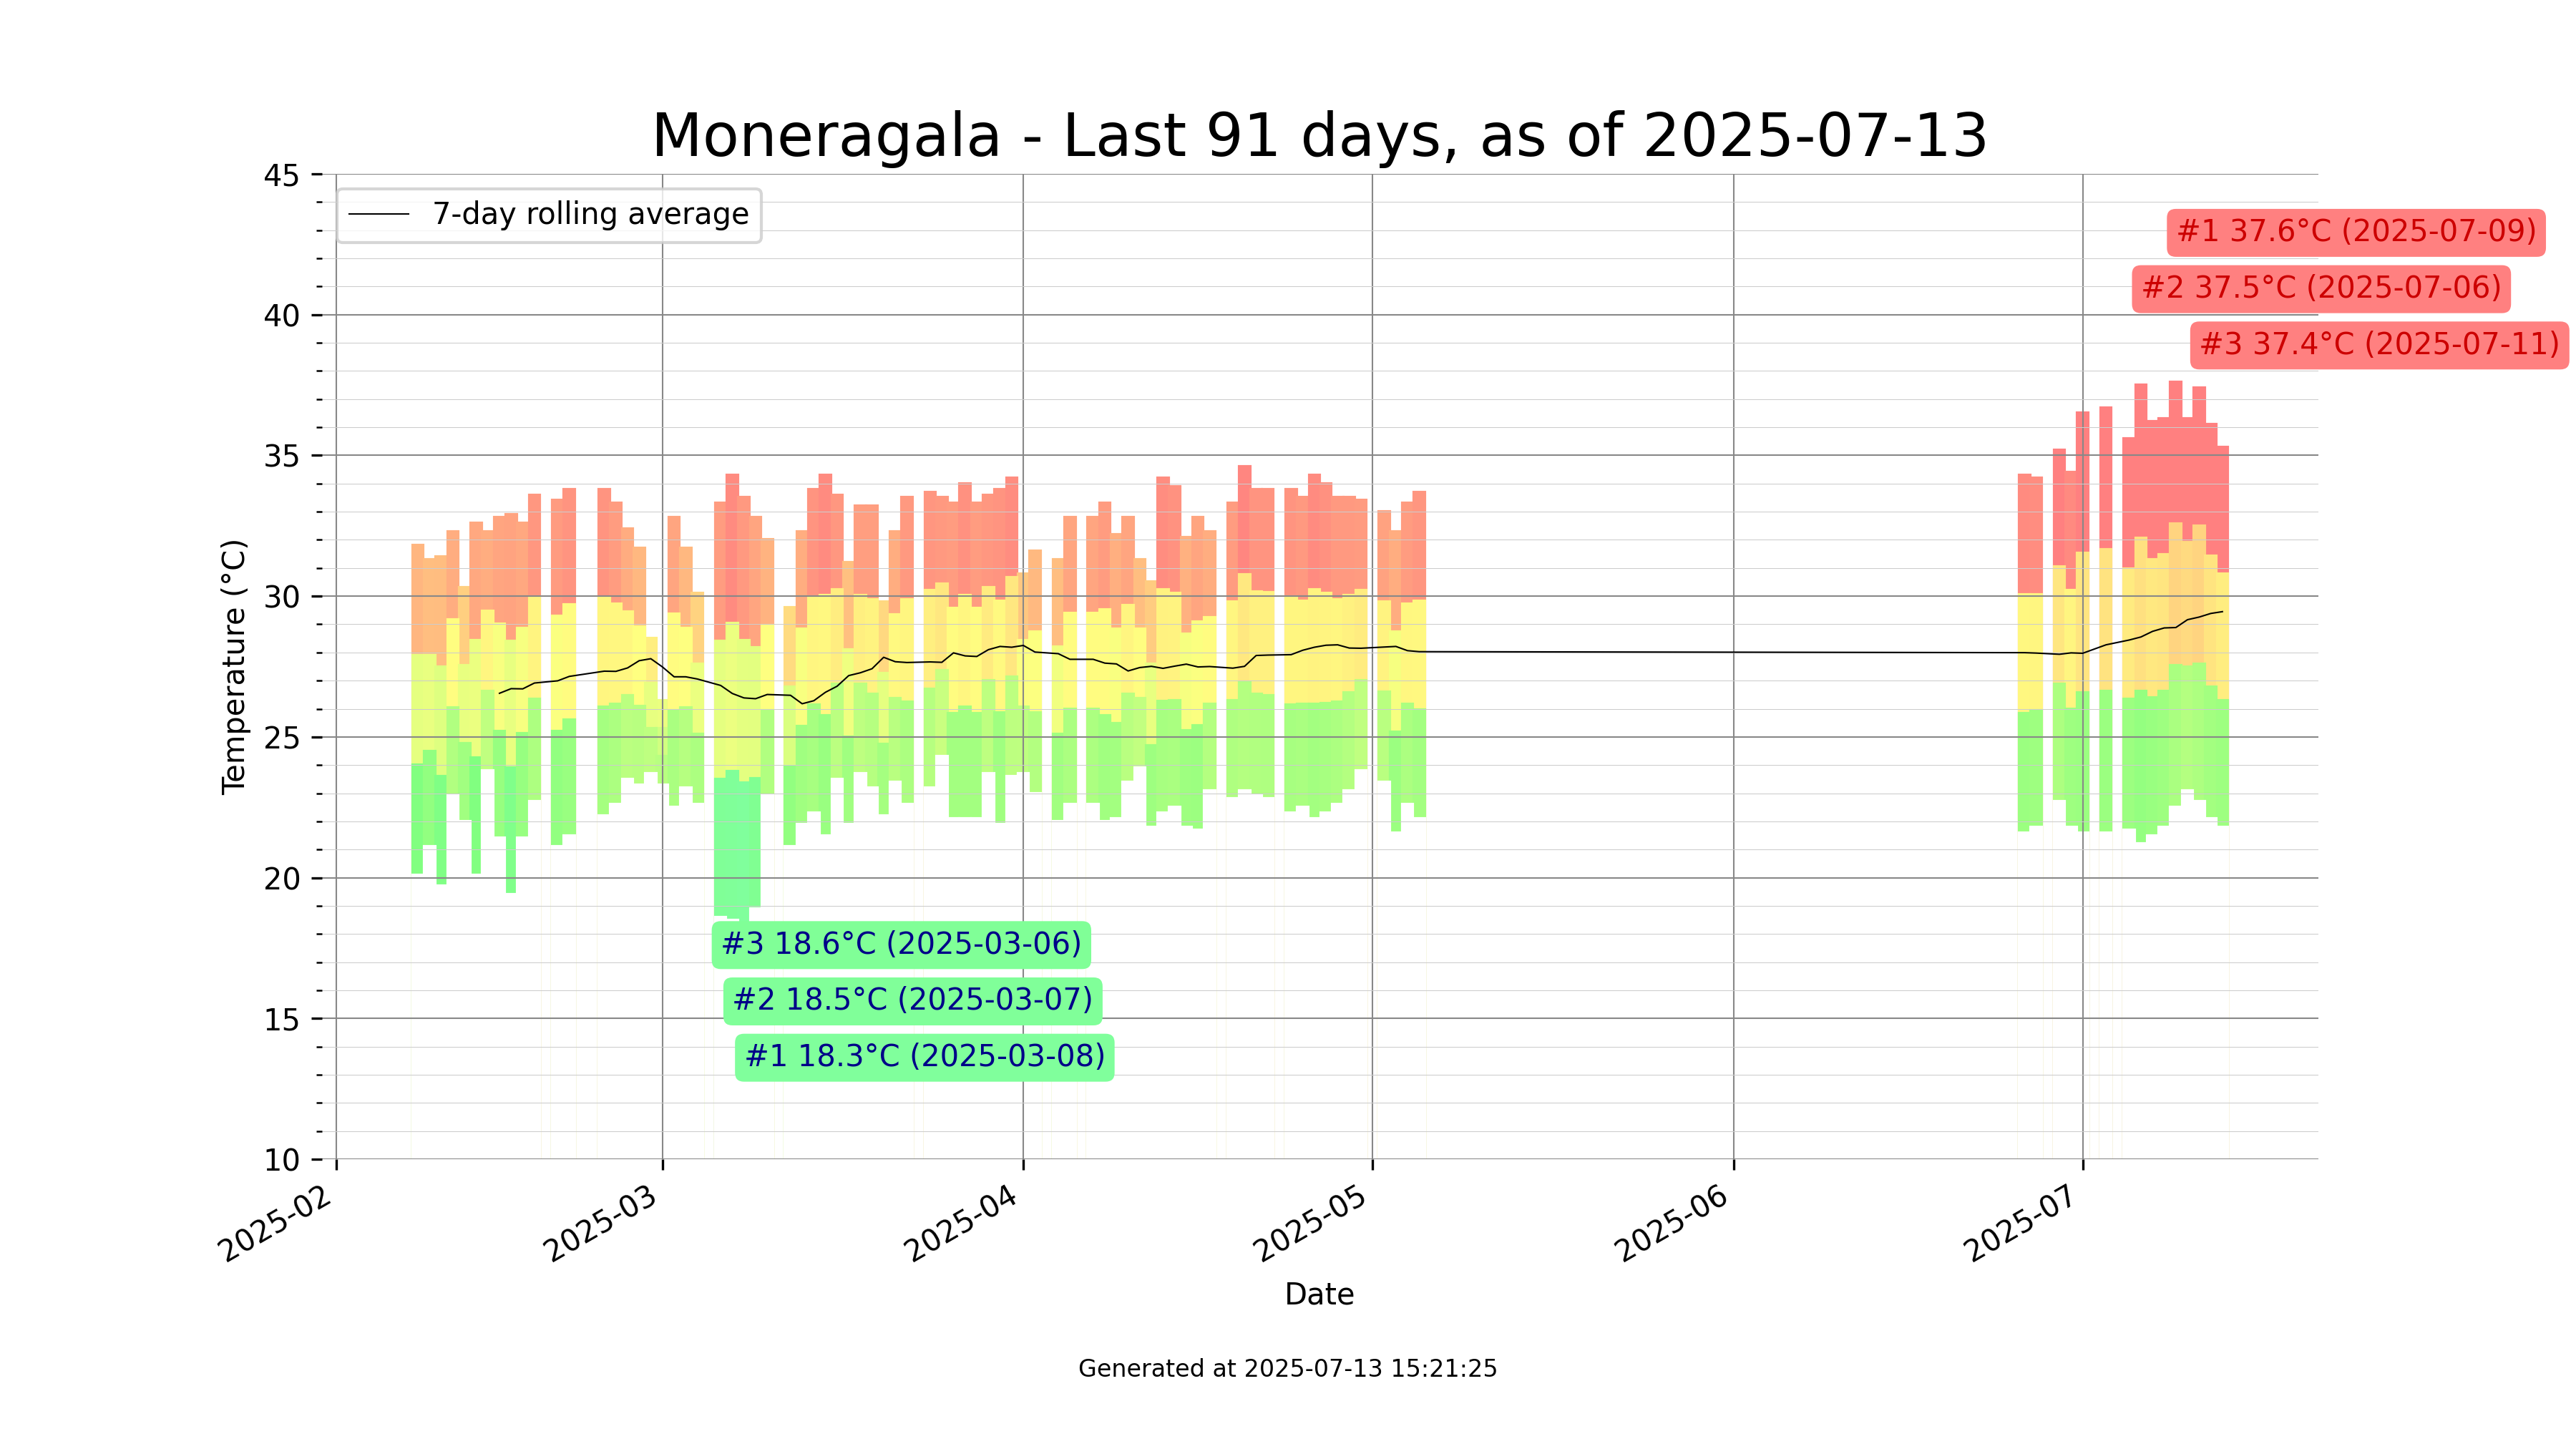 Moneragala - Last 91 days, as of 2025-07-13
45
40
35
30
25
20
15
10
Temperature (°C)
7-day rolling average
#1 37.6°C (2025-07-09)
#2 37.5°C (2025-07-06)
#3 37.4°C (2025-07-11)
#3 18.6°C (2025-03-06)
#2 18.5°C (2025-03-07)
#1 18.3°C (2025-03-08)
2025-02
2025-03
2025-04
2025-05
2025-06
2025-07
Date
Generated at 2025-07-13 15:21:25